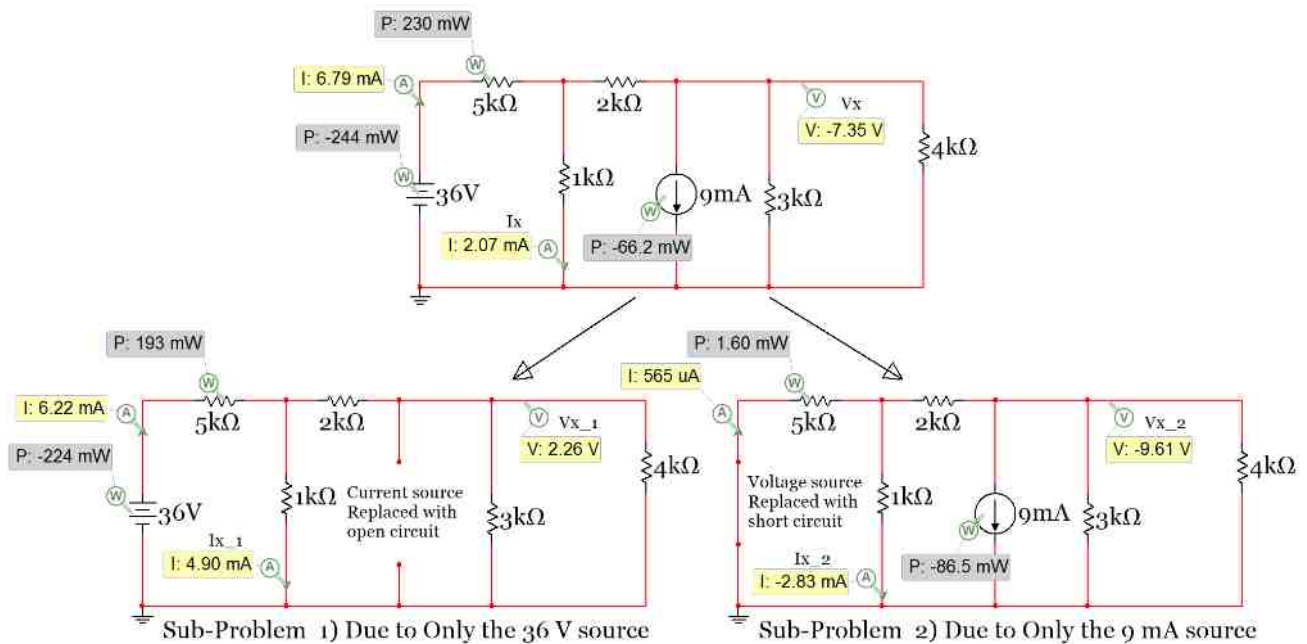 P: 230 mW
I: 6.79 mA
A
W
5kΩ
2kΩ
V
Vx
V: -7.35 V
P: -244 mW
W
36V
1kΩ
9mA
W
3kΩ
4kΩ
Ix
I: 2.07 mA
A
P: -66.2 mW
P: 193 mW
I: 6.22 mA
A
W
5kΩ
2kΩ
V
Vx_1
V: 2.26 V
P: -224 mW
W
36V
1kΩ
Current source
Replaced with
open circuit
3kΩ
4kΩ
Ix_1
I: 4.90 mA
A
Sub-Problem 1) Due to Only the 36 V source
P: 1.60 mW
I: 565 uA
A
W
5kΩ
2kΩ
V
Vx_2
V: -9.61 V
Voltage source
Replaced with
short circuit
1kΩ
9mA
W
3kΩ
4kΩ
Ix_2
I: -2.83 mA
A
P: -86.5 mW
Sub-Problem 2) Due to Only the 9 mA source